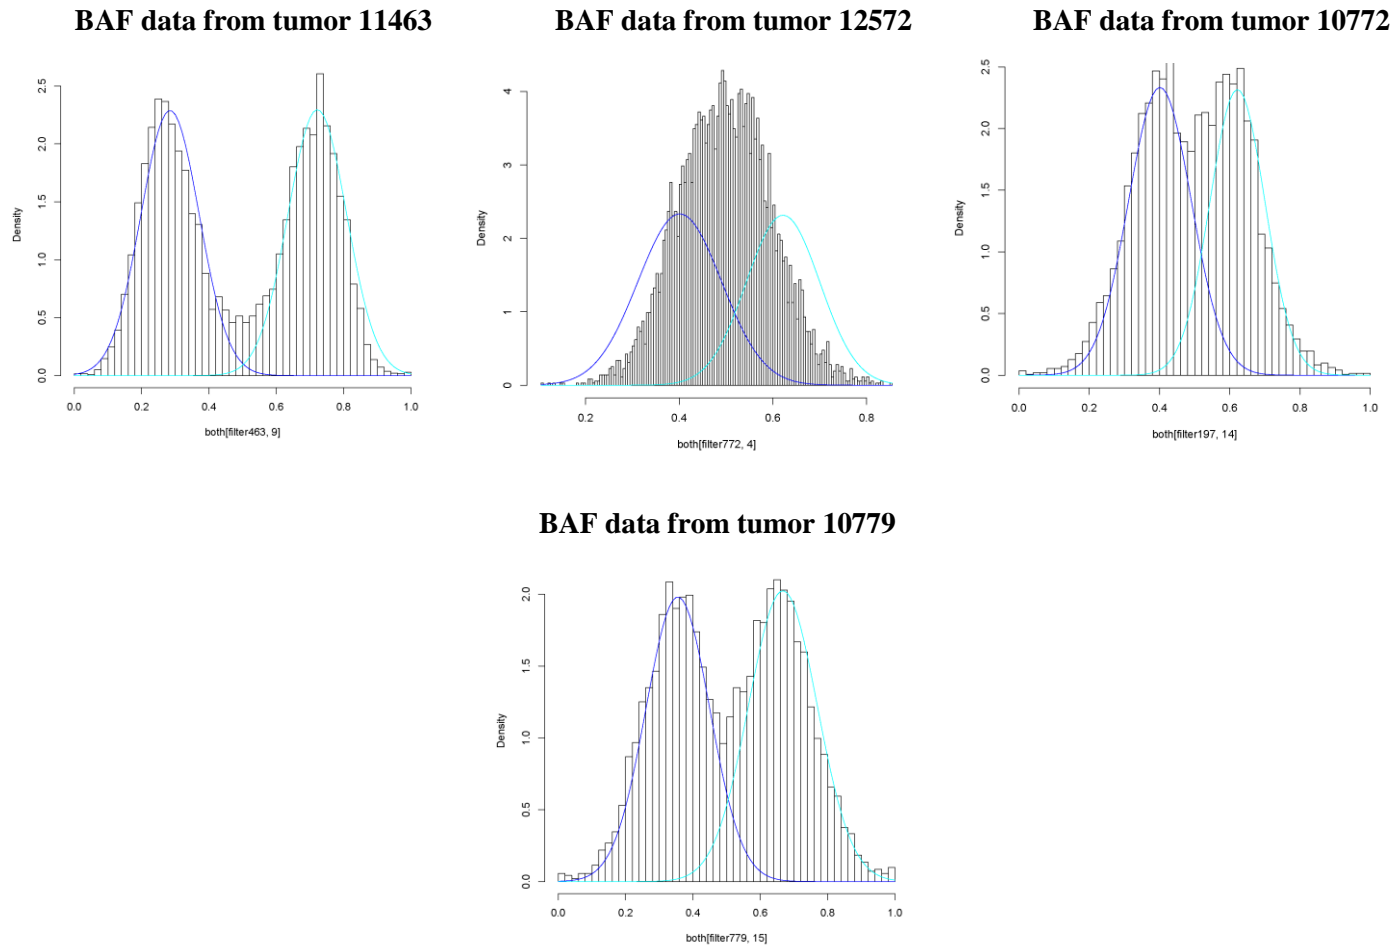 BAF data from tumor 11463
BAF data from tumor 12572
BAF data from tumor 10772
Density
0.0 0.5 1.0 1.5 2.0 2.5
0.0 0.2 0.4 0.6 0.8 1.0
both[filter463, 9]
Density
0 1 2 3 4
0.2 0.4 0.6 0.8
both[filter772, 4]
Density
0.0 0.5 1.0 1.5 2.0 2.5
0.0 0.2 0.4 0.6 0.8 1.0
both[filter197, 14]
BAF data from tumor 10779
Density
0.0 0.5 1.0 1.5 2.0
0.0 0.2 0.4 0.6 0.8 1.0
both[filter779, 15]